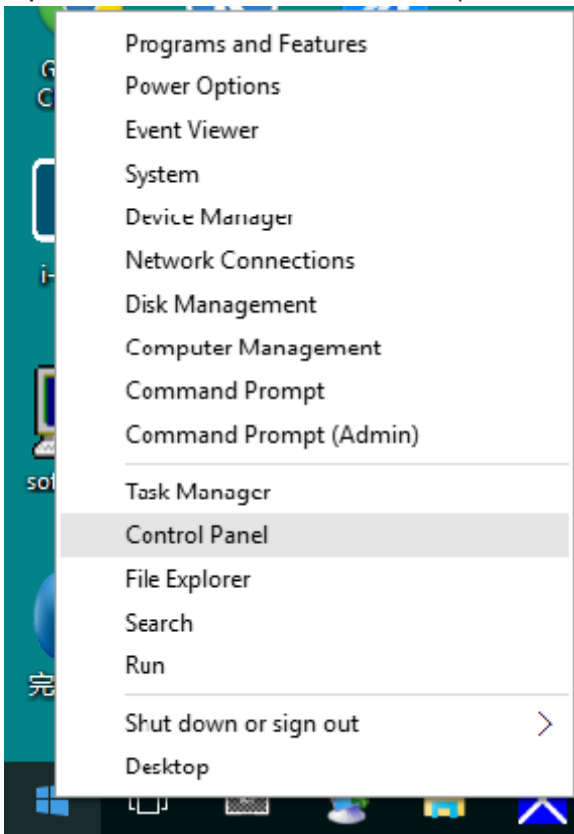 Programs and Features
Power Options
Event Viewer
System
Device Manager
Network Connections
Disk Management
Computer Management
Command Prompt
Command Prompt (Admin)
Task Manager
Control Panel
File Explorer
Search
Run
Shut down or sign out
Desktop